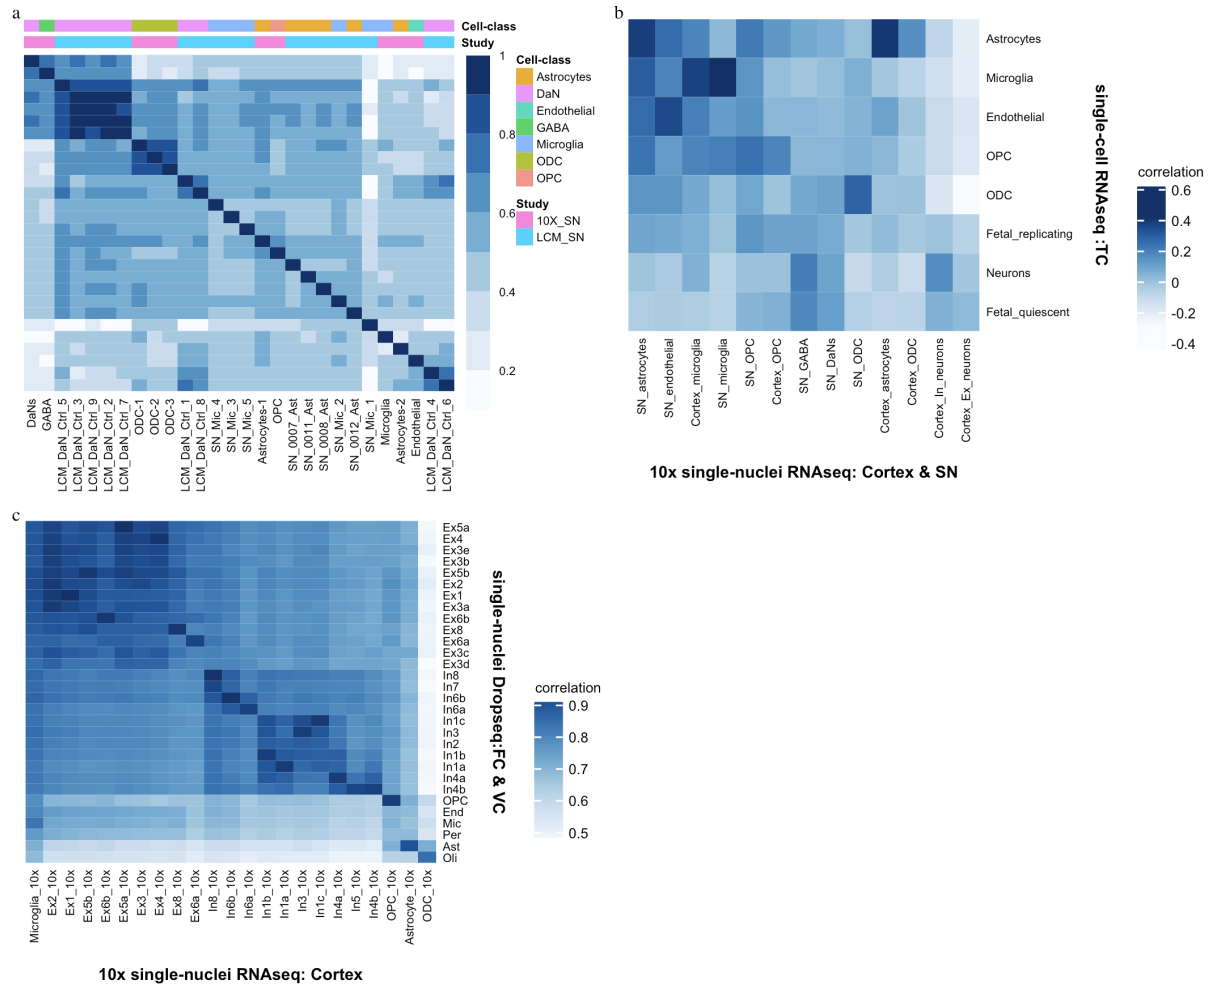 a
Cell-class
Study
1
0.8
0.6
0.4
0.2
Cell-class
Astrocytes
DaN
Endothelial
GABA
Microglia
ODC
OPC
Study
10X_SN
LCM_SN
DaNs
GABA
LCM_DaN_Ctrl_5
LCM_DaN_Ctrl_3
LCM_DaN_Ctrl_9
LCM_DaN_Ctrl_2
LCM_DaN_Ctrl_7
ODC-1
ODC-2
ODC-3
LCM_DaN_Ctrl_1
LCM_DaN_Ctrl_8
SN_Mic_4
SN_Mic_3
SN_Mic_5
Astrocytes-1
OPC
SN_0007_Ast
SN_0011_Ast
SN_0008_Ast
SN_Mic_2
SN_0012_Ast
SN_Mic_1
Microglia
Astrocytes-2
Endothelial
LCM_DaN_Ctrl_4
LCM_DaN_Ctrl_6
b
Astrocytes
Microglia
Endothelial
OPC
ODC
Fetal_replicating
Neurons
Fetal_quiescent
single-cell RNAseq :TC
correlation
0.6
0.4
0.2
0
-0.2
-0.4
SN_astrocytes
SN_endothelial
Cortex_microglia
SN_microglia
SN_OPC
Cortex_OPC
SN_GABA
SN_DaNs
SN_ODC
Cortex_astrocytes
Cortex_ODC
Cortex_In_neurons
Cortex_Ex_neurons
10x single-nuclei RNAseq: Cortex & SN
c
Ex5a
Ex4
Ex3e
Ex3b
Ex5b
Ex2
Ex1
Ex3a
Ex6b
Ex8
Ex6a
Ex3c
Ex3d
In8
In7
In6b
In6a
In1c
In3
In2
In1b
In1a
In4a
In4b
OPC
End
Mic
Per
Ast
Oli
single-nuclei Dropseq:FC & VC
correlation
0.9
0.8
0.7
0.6
0.5
Microglia_10x
Ex2_10x
Ex1_10x
Ex5b_10x
Ex6b_10x
Ex5a_10x
Ex3_10x
Ex4_10x
Ex8_10x
Ex6a_10x
In8_10x
In6b_10x
In6a_10x
In1b_10x
In1a_10x
In3_10x
In1c_10x
In4a_10x
In5_10x
In4b_10x
OPC_10x
Astrocyte_10x
ODC_10x
10x single-nuclei RNAseq: Cortex